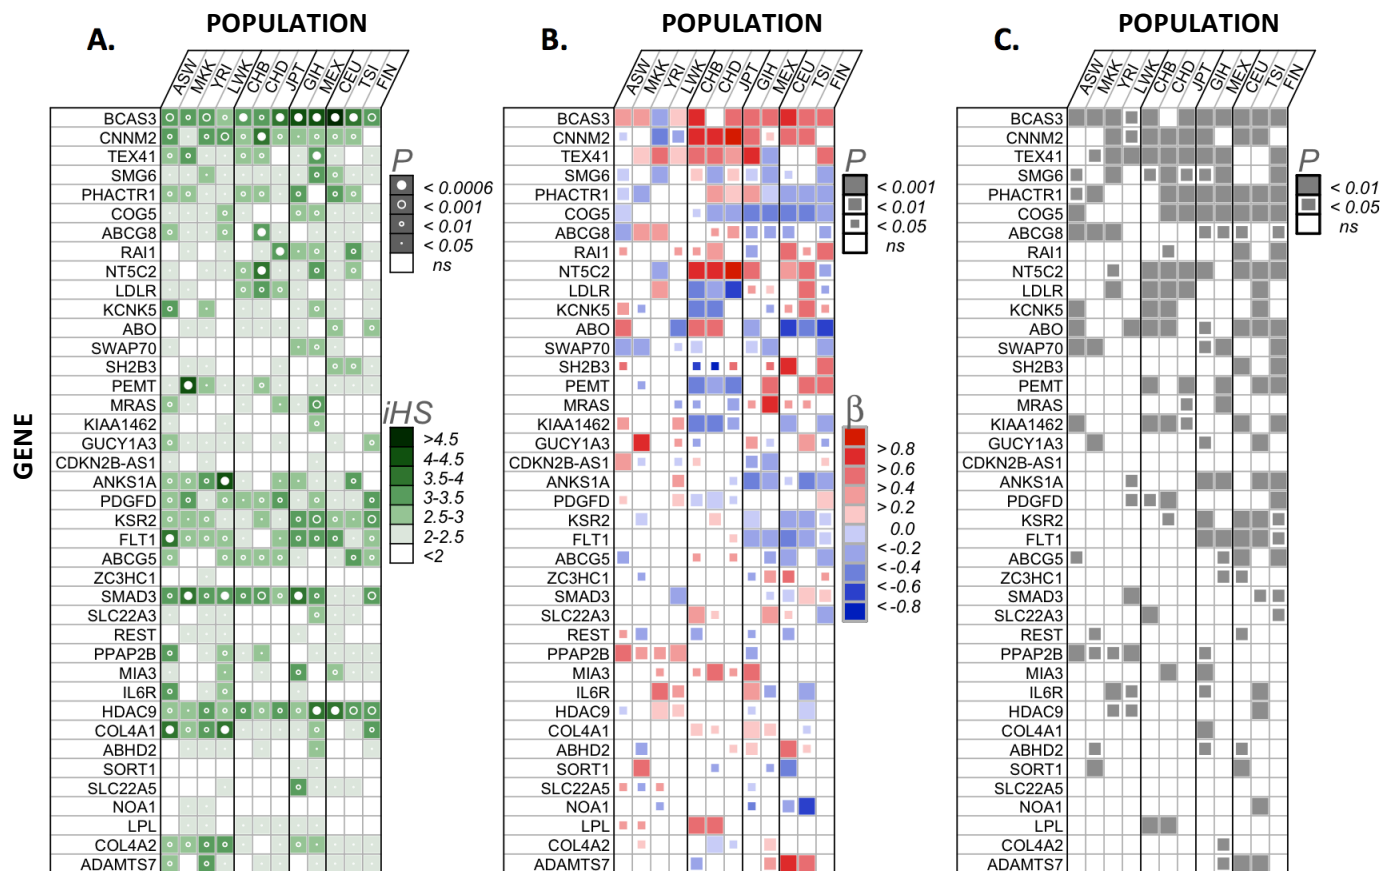 POPULATION
A.
ASW MKK YRI LWK CHB CHD JPT GIH MEX CEU TSI FIN
BCAS3
CNNM2
TEX41
SMG6
PHACTR1
COG5
ABCG8
RAI1
NT5C2
LDLR
KCNK5
ABO
SWAP70
SH2B3
PEMT
MRAS
KIAA1462
GUCY1A3
CDKN2B-AS1
ANKS1A
PDGFD
KSR2
FLT1
ABCG5
ZC3HC1
SMAD3
SLC22A3
REST
PPAP2B
MIA3
IL6R
HDAC9
COL4A1
ABHD2
SORT1
SLC22A5
NOA1
LPL
COL4A2
ADAMTS7
GENE
P
< 0.0006
< 0.001
< 0.01
< 0.05
ns
iHS
>4.5
4-4.5
3.5-4
3-3.5
2.5-3
2-2.5
<2
POPULATION
B.
ASW MKK YRI LWK CHB CHD JPT GIH MEX CEU TSI FIN
BCAS3
CNNM2
TEX41
SMG6
PHACTR1
COG5
ABCG8
RAI1
NT5C2
LDLR
KCNK5
ABO
SWAP70
SH2B3
PEMT
MRAS
KIAA1462
GUCY1A3
CDKN2B-AS1
ANKS1A
PDGFD
KSR2
FLT1
ABCG5
ZC3HC1
SMAD3
SLC22A3
REST
PPAP2B
MIA3
IL6R
HDAC9
COL4A1
ABHD2
SORT1
SLC22A5
NOA1
LPL
COL4A2
ADAMTS7
P
< 0.001
< 0.01
< 0.05
ns
β
> 0.8
> 0.6
> 0.4
> 0.2
0.0
< -0.2
< -0.4
< -0.6
< -0.8
POPULATION
C.
ASW MKK YRI LWK CHB CHD JPT GIH MEX CEU TSI FIN
BCAS3
CNNM2
TEX41
SMG6
PHACTR1
COG5
ABCG8
RAI1
NT5C2
LDLR
KCNK5
ABO
SWAP70
SH2B3
PEMT
MRAS
KIAA1462
GUCY1A3
CDKN2B-AS1
ANKS1A
PDGFD
KSR2
FLT1
ABCG5
ZC3HC1
SMAD3
SLC22A3
REST
PPAP2B
MIA3
IL6R
HDAC9
COL4A1
ABHD2
SORT1
SLC22A5
NOA1
LPL
COL4A2
ADAMTS7
P
< 0.01
< 0.05
ns